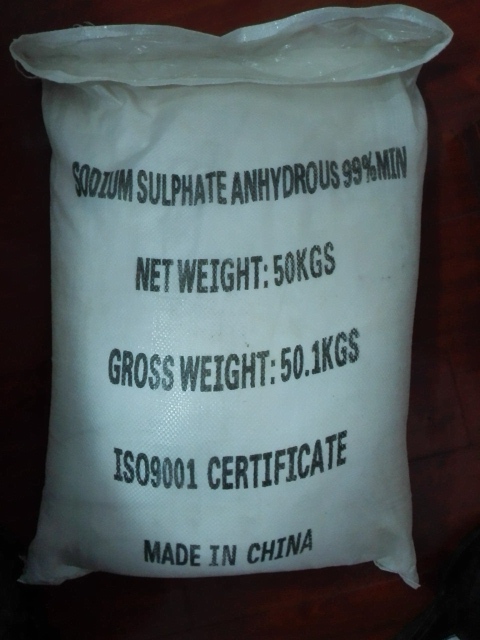 SODIUM SULPHATE ANHYDROUS 99%MIN
NET WEIGHT: 50KGS
GROSS WEIGHT: 50.1KGS
ISO9001 CERTIFICATE
MADE IN CHINA